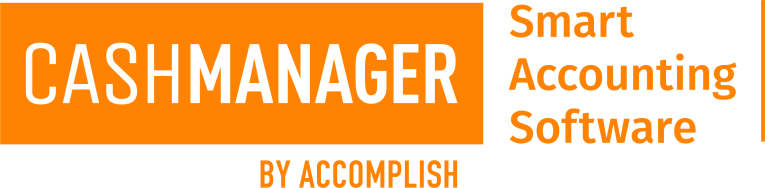 CASHMANAGER
BY ACCOMPLISH
Smart
Accounting
Software